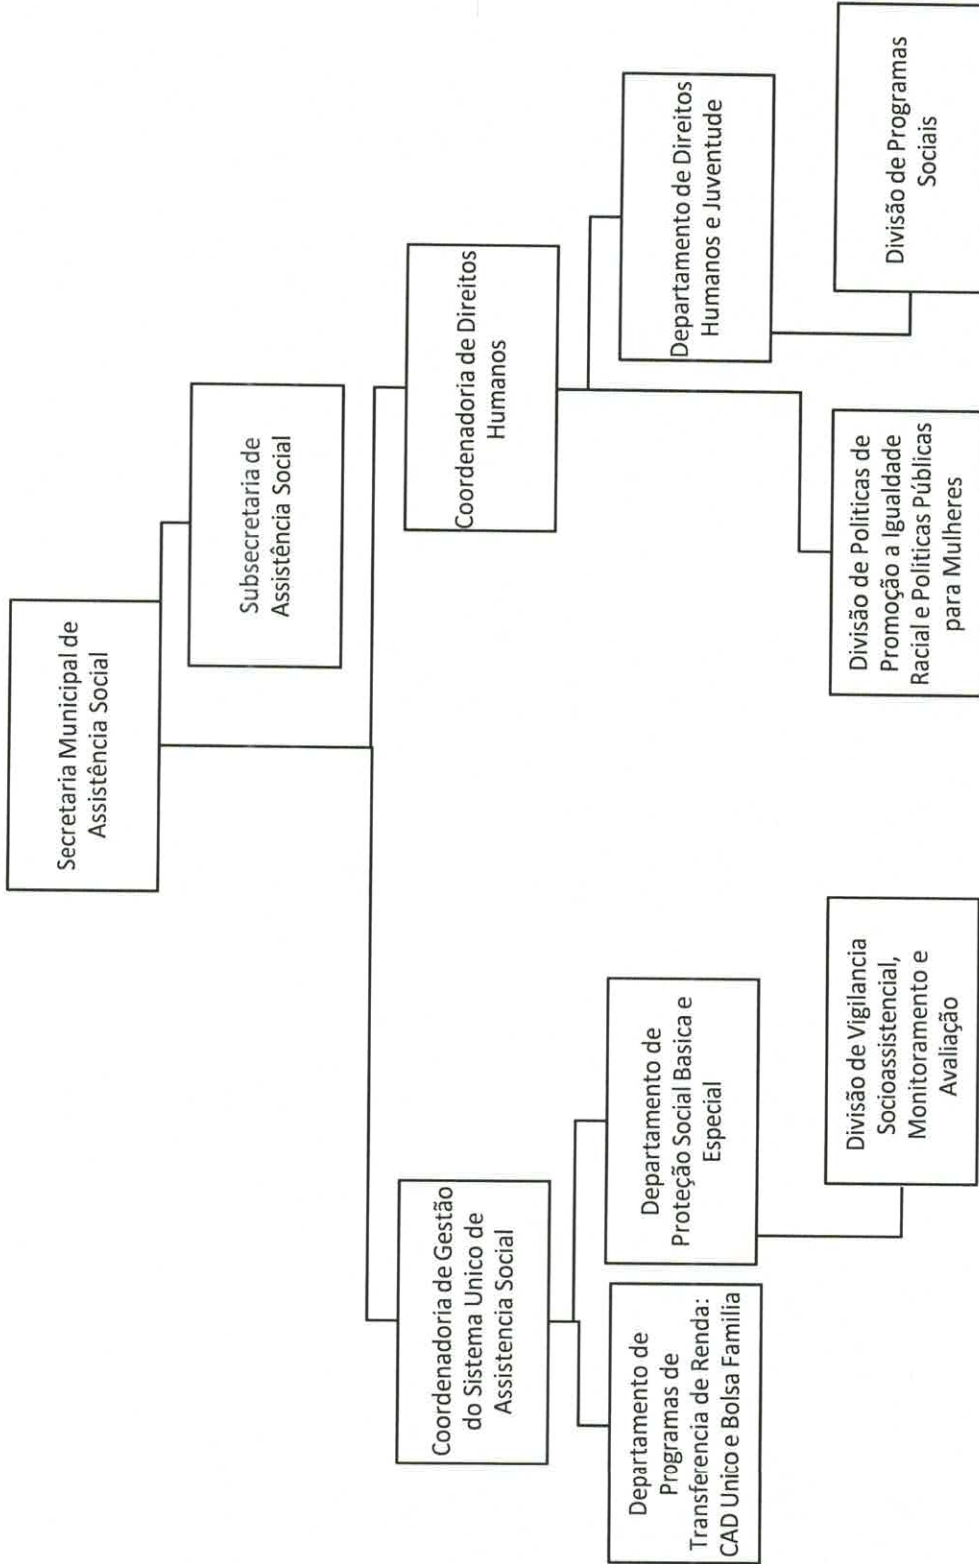 Secretaria Municipal de
Assistência Social
Subsecretaria de
Assistência Social
Coordenadoria de Gestão
do Sistema Unico de
Assistencia Social
Coordenadoria de Direitos
Humanos
Departamento de
Programas de
Transferencia de Renda:
CAD Unico e Bolsa Familia
Departamento de
Proteção Social Basica e
Especial
Departamento de Direitos
Humanos e Juventude
Divisão de Vigilancia
Socioassistencial,
Monitoramento e
Avaliação
Divisão de Politicas de
Promoção a Igualdade
Racial e Politicas Públicas
para Mulheres
Divisão de Programas
Sociais